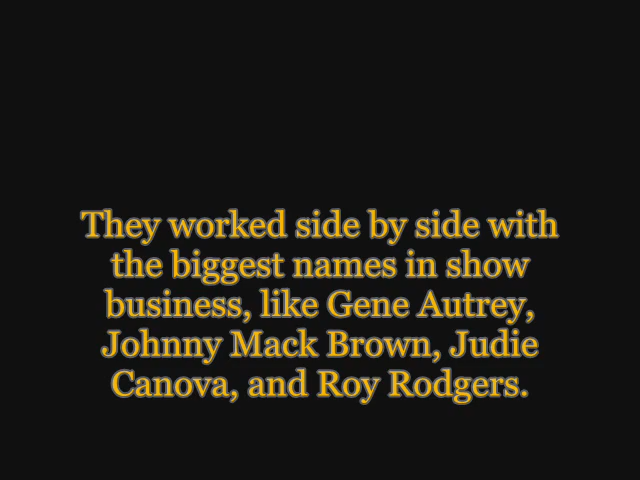 They worked side by side with
the biggest names in show
business, like Gene Autrey,
Johnny Mack Brown, Judie
Canova, and Roy Rodgers.